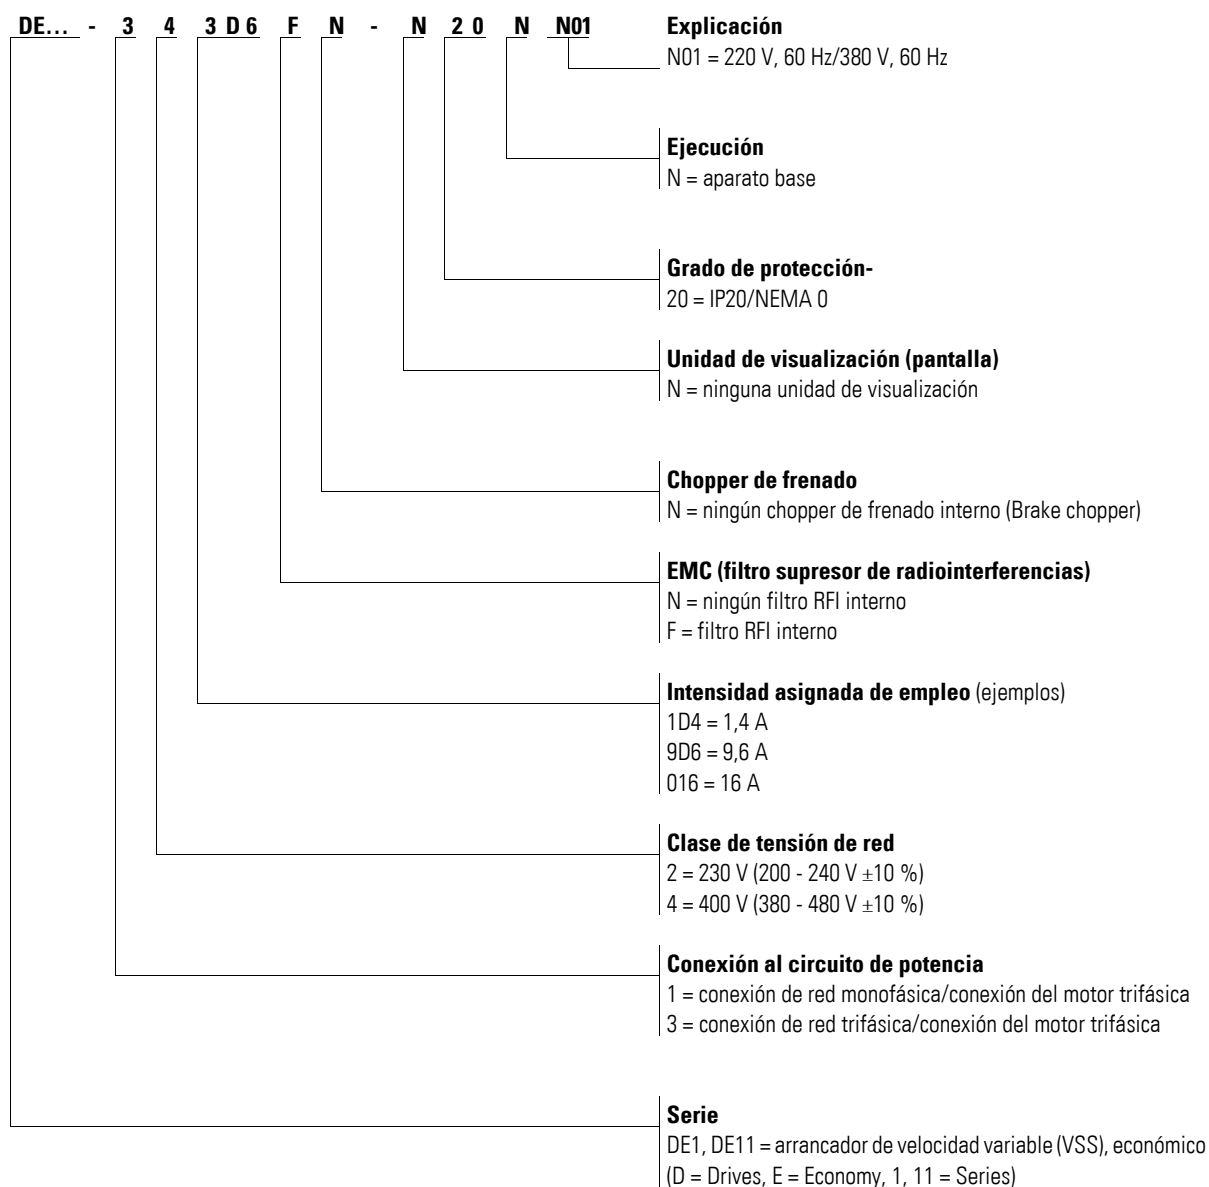 DE... - 3 4 3 D 6 F N - N 2 0 N N01
Explicación
N01 = 220 V, 60 Hz/380 V, 60 Hz
Ejecución
N = aparato base
Grado de protección-
20 = IP20/NEMA 0
Unidad de visualización (pantalla)
N = ninguna unidad de visualización
Chopper de frenado
N = ningún chopper de frenado interno (Brake chopper)
EMC (filtro supresor de radiointerferencias)
N = ningún filtro RFI interno
F = filtro RFI interno
Intensidad asignada de empleo (ejemplos)
1D4 = 1,4 A
9D6 = 9,6 A
016 = 16 A
Clase de tensión de red
2 = 230 V (200 - 240 V ±10 %)
4 = 400 V (380 - 480 V ±10 %)
Conexión al circuito de potencia
1 = conexión de red monofásica/conexión del motor trifásica
3 = conexión de red trifásica/conexión del motor trifásica
Serie
DE1, DE11 = arrancador de velocidad variable (VSS), económico
(D = Drives, E = Economy, 1, 11 = Series)